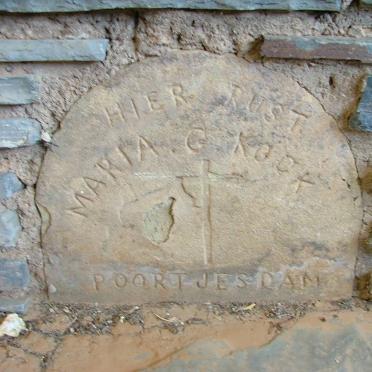 HIER RUST
MARIA G KOCK
POORTJESDAM